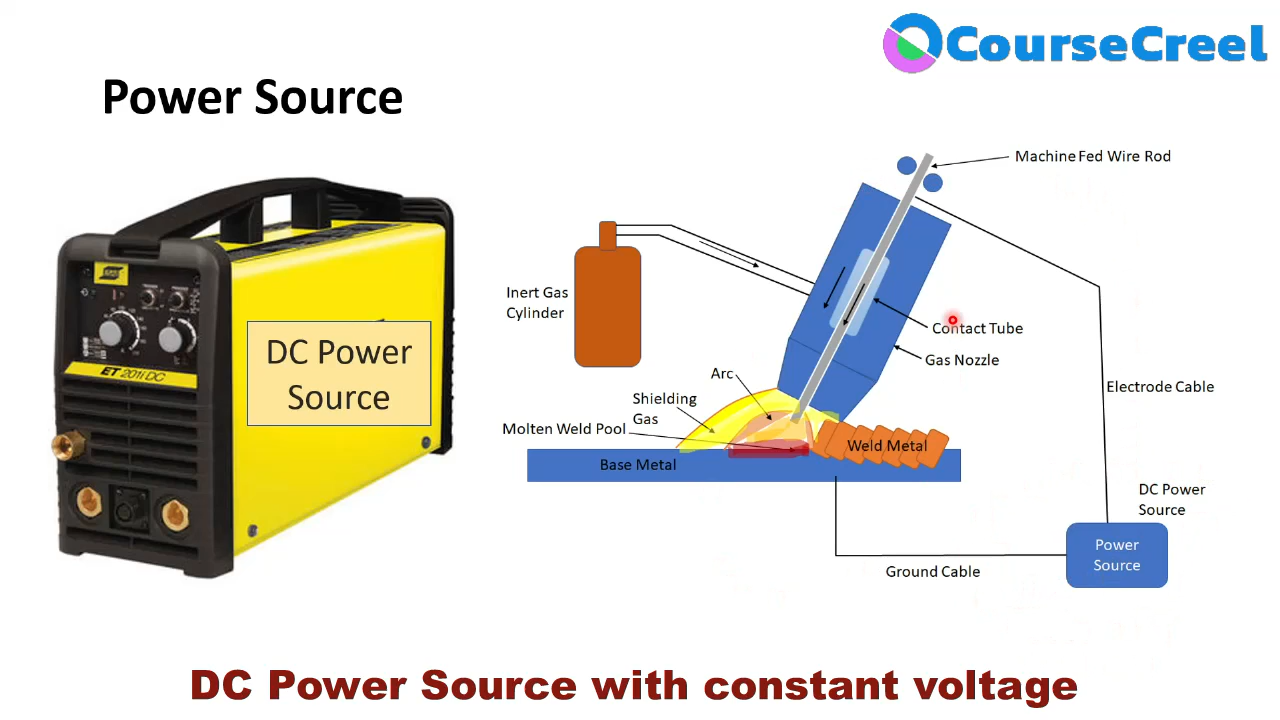 CourseCreel
Power Source
Machine Fed Wire Rod
Inert Gas
Cylinder
Contact Tube
Gas Nozzle
Arc
Electrode Cable
Shielding
Gas
Molten Weld Pool
Weld Metal
Base Metal
DC Power
Source
Power
Source
Ground Cable
ESAB
ET 201i DC
DC Power
Source
DC Power Source with constant voltage